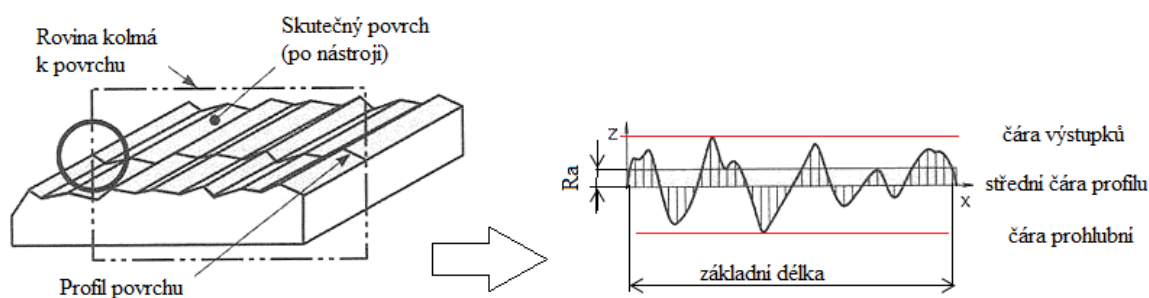 Rovina kolmá
k povrchu
Skutečný povrch
(po nástroji)
Profil povrchu
Z
Ra
X
základní délka
čára výstupků
střední čára profilu
čára prohlubní